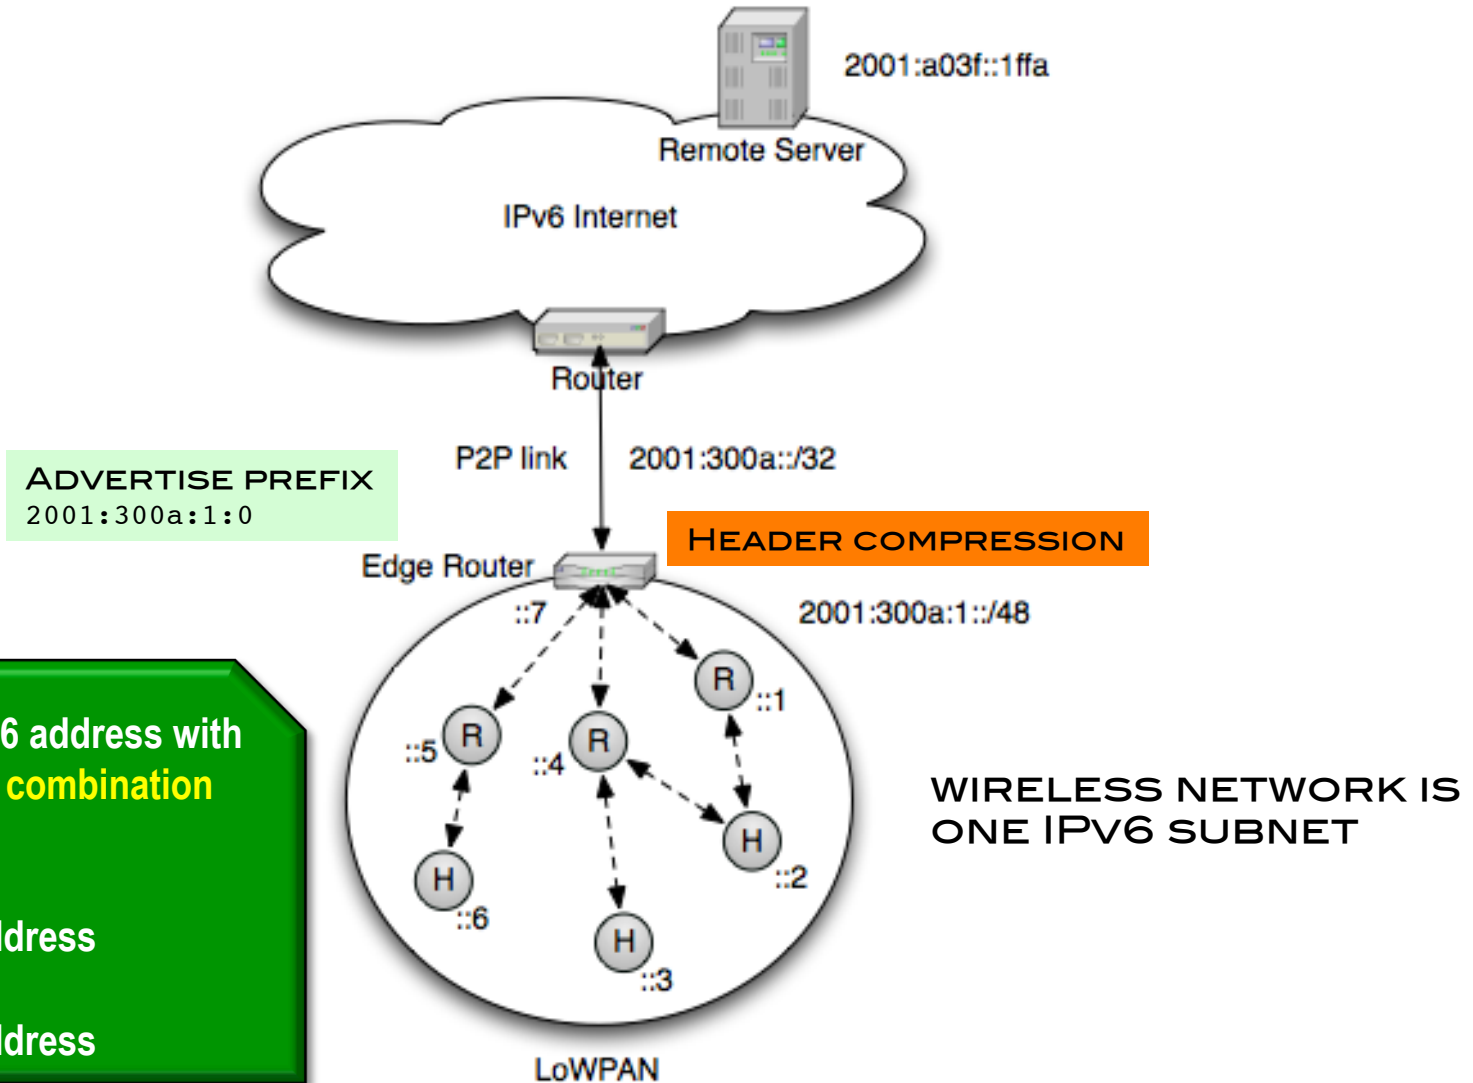 2001:a03f::1ffa
Remote Server
IPv6 Internet
Router
P2P link
2001:300a::/32
ADVERTISE PREFIX
2001:300a:1:0
HEADER COMPRESSION
Edge Router
::7
2001:300a:1::/48
R
::1
6 address with
combination
R
::5
R
::4
WIRELESS NETWORK IS
ONE IPV6 SUBNET
H
::2
H
::6
address
H
::3
address
LoWPAN